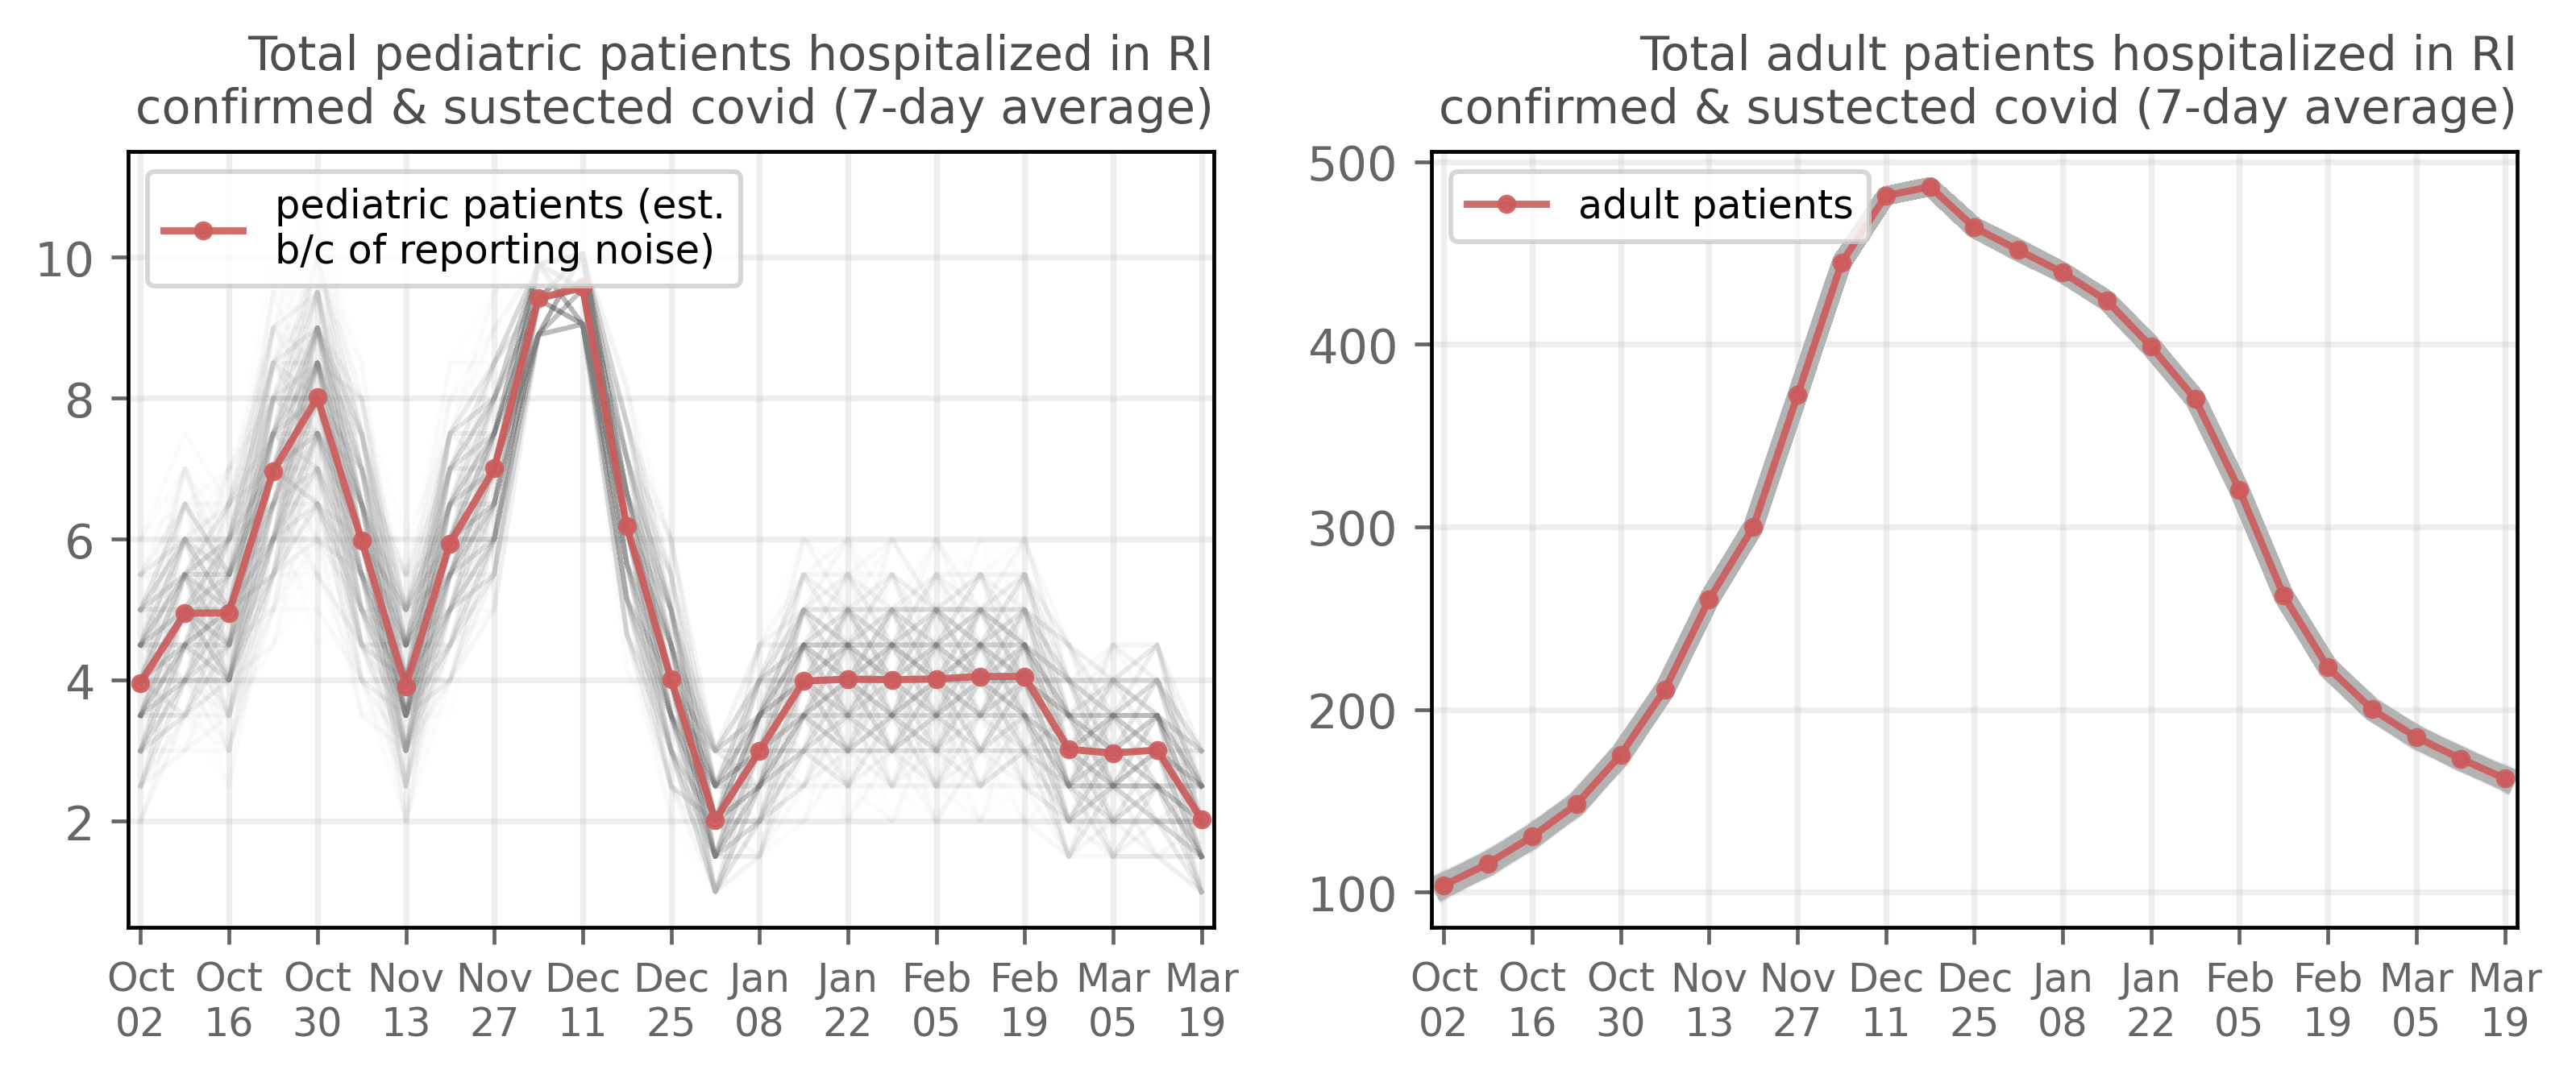 Total pediatric patients hospitalized in RI
confirmed & sustected covid (7-day average)
pediatric patients (est.
b/c of reporting noise)
10
8
6
4
2
Oct Oct Oct Nov Nov Dec Dec Jan Jan Feb Feb Mar Mar
02 16 30 13 27 11 25 08 22 05 19 05 19
Total adult patients hospitalized in RI
confirmed & sustected covid (7-day average)
adult patients
500
400
300
200
100
Oct Oct Oct Nov Nov Dec Dec Jan Jan Feb Feb Mar Mar
02 16 30 13 27 11 25 08 22 05 19 05 19